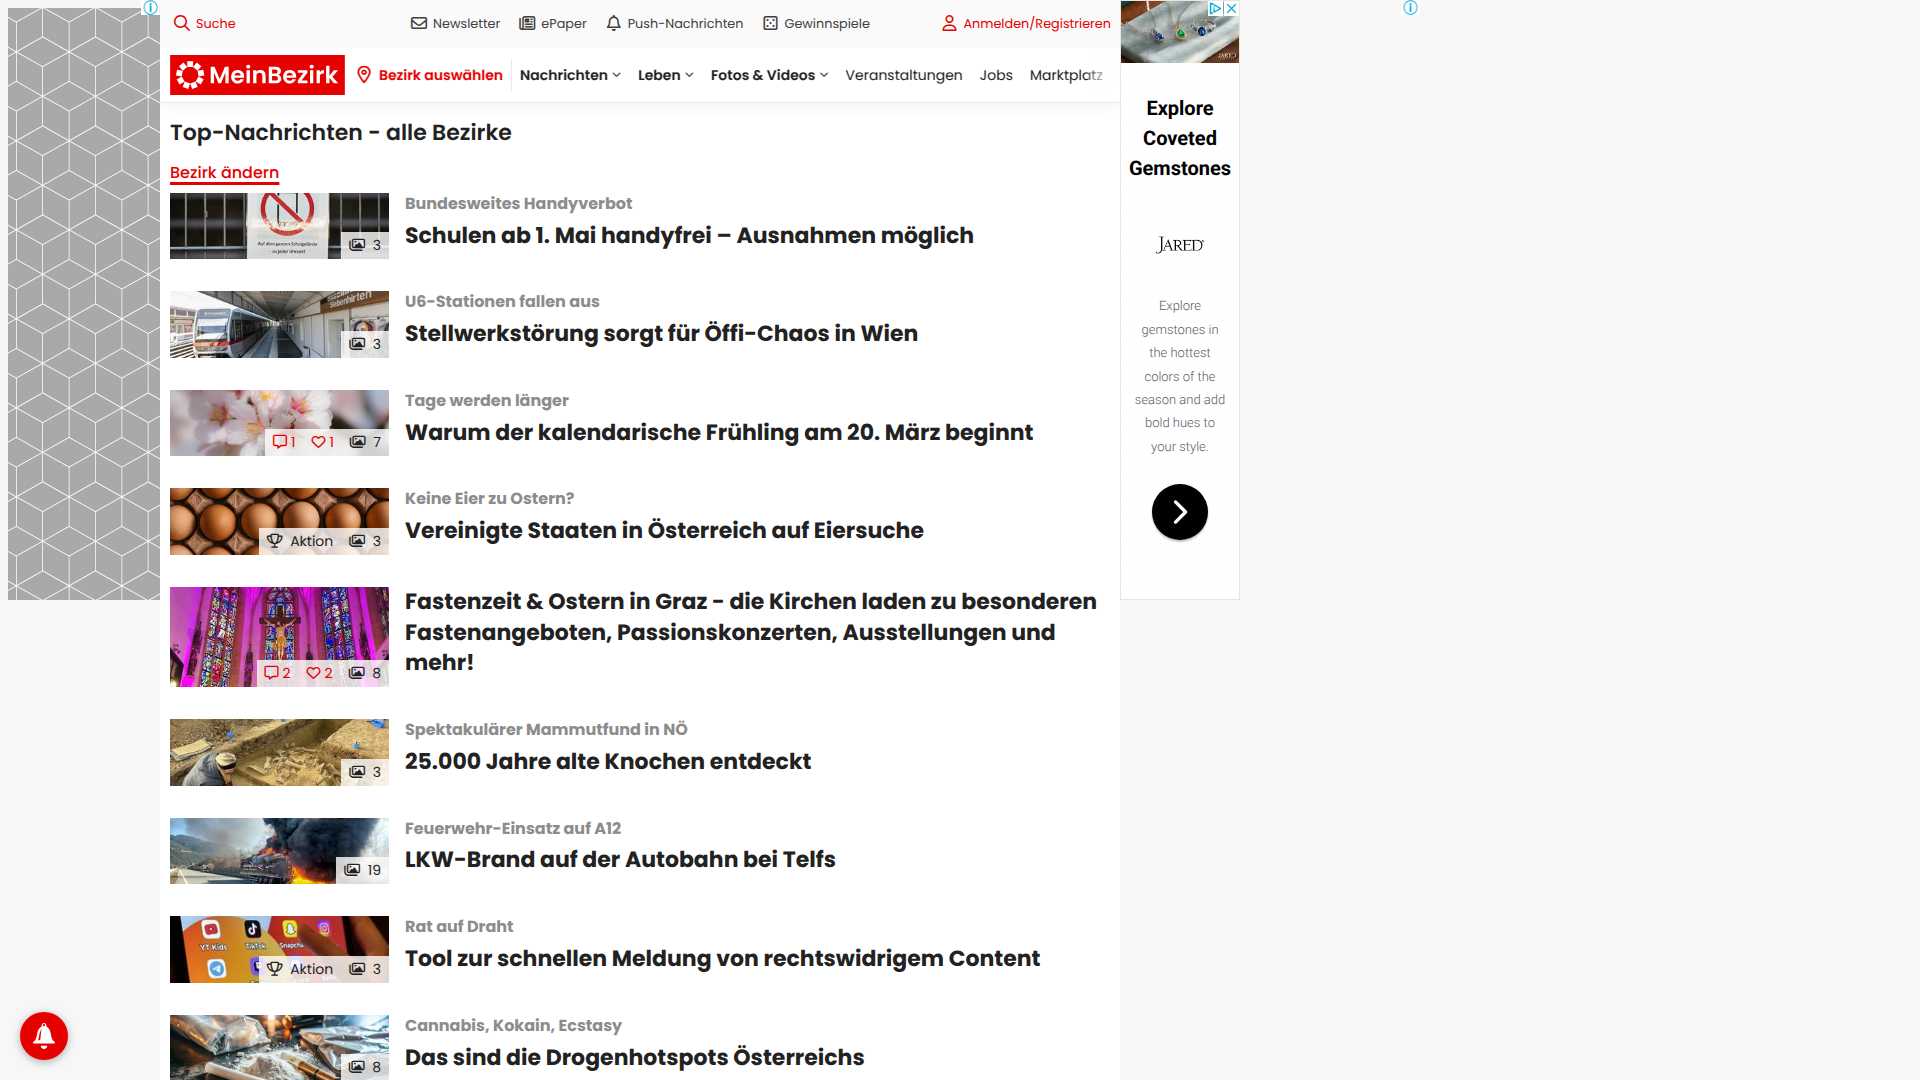 Suche
Newsletter
ePaper
Push-Nachrichten
Gewinnspiele
Anmelden/Registrieren
MeinBezirk
Bezirk auswählen
Nachrichten
Leben
Fotos & Videos
Veranstaltungen
Jobs
Marktplatz
Top-Nachrichten - alle Bezirke
Bezirk ändern
3
Bundesweites Handyverbot
Schulen ab 1. Mai handyfrei – Ausnahmen möglich
Siebenhirten
3
U6-Stationen fallen aus
Stellwerkstörung sorgt für Öffi-Chaos in Wien
1 1 7
Tage werden länger
Warum der kalendarische Frühling am 20. März beginnt
Aktion 3
Keine Eier zu Ostern?
Vereinigte Staaten in Österreich auf Eiersuche
2 2 8
Fastenzeit & Ostern in Graz - die Kirchen laden zu besonderen
Fastenangeboten, Passionskonzerten, Ausstellungen und
mehr!
3
Spektakulärer Mammutfund in NÖ
25.000 Jahre alte Knochen entdeckt
19
Feuerwehr-Einsatz auf A12
LKW-Brand auf der Autobahn bei Telfs
YT Kids
TikTok
Aktion 3
Rat auf Draht
Tool zur schnellen Meldung von rechtswidrigem Content
8
Cannabis, Kokain, Ecstasy
Das sind die Drogenhotspots Österreichs
Explore
Coveted
Gemstones
JARED
Explore
gemstones in
the hottest
colors of the
season and add
bold hues to
your style.